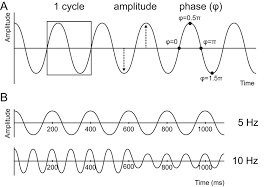 A
1 cycle amplitude phase (φ)
φ=0.5π
Amplitude
φ=0 φ=π
φ=1.5π
Time
B
Amplitude
200 400 600 800 1000
5 Hz
200 400 600 800 1000
10 Hz
Time (ms)